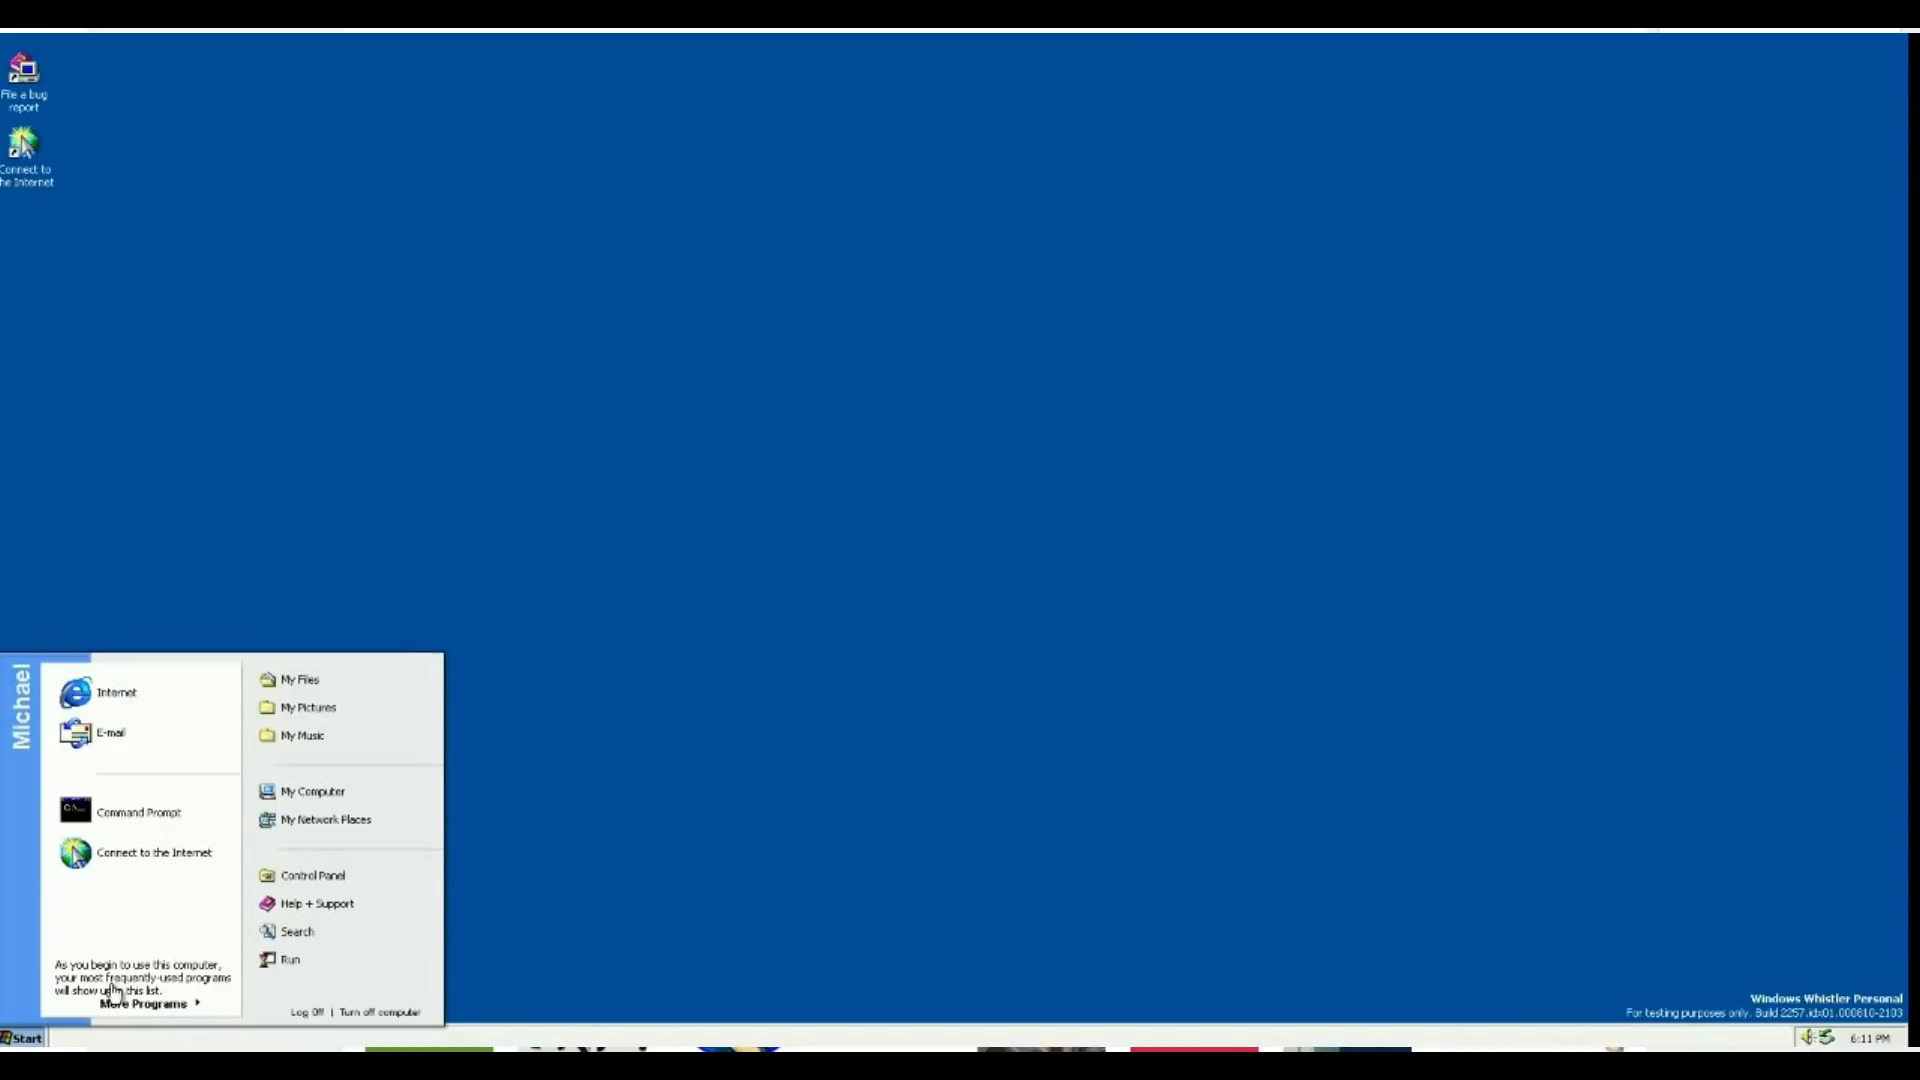 File a bug
report
Connect to
he Internet
Michael
Internet
E-mail
Command Prompt
Connect to the Internet
As you begin to use this computer,
your most frequently-used programs
will show up this list.
More Programs
My Files
My Pictures
My Music
My Computer
My Network Places
Control Panel
Help + Support
Search
Run
Log Off | Turn off computer
Windows Whistler Personal
For testing purposes only. Build 2257.idx01.000810-2103
Start
6:11 PM